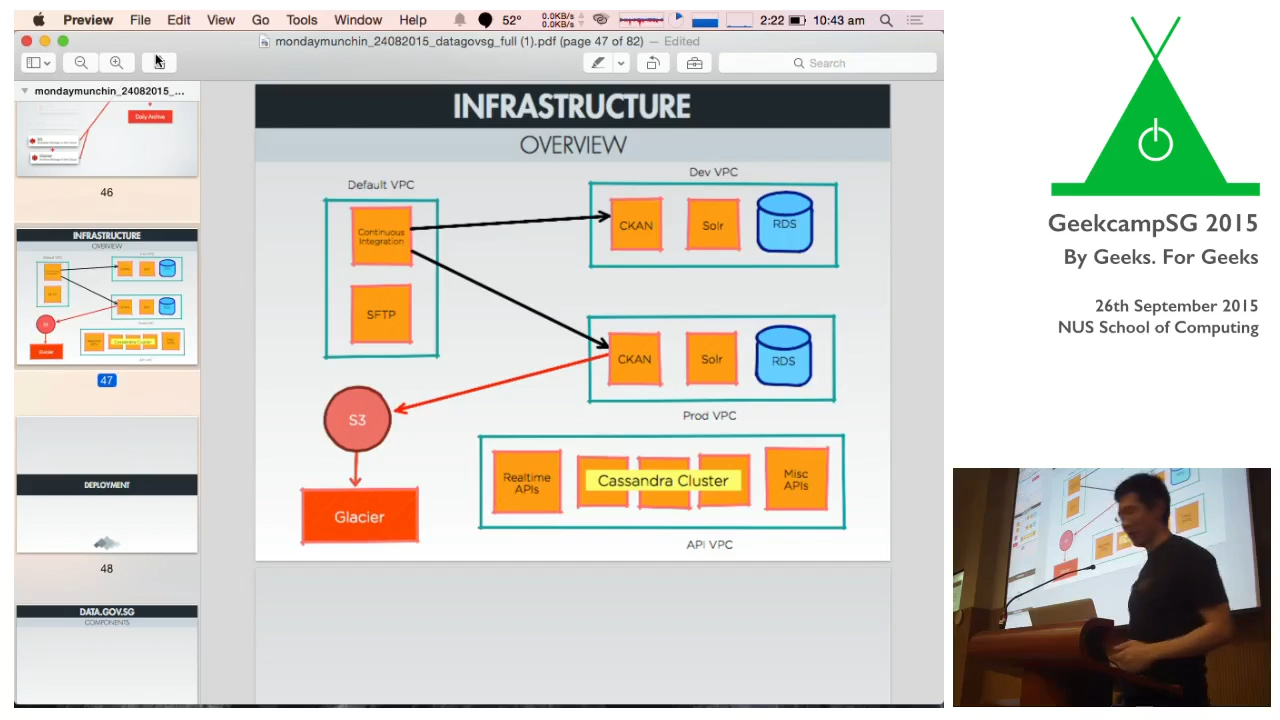 Preview File Edit View Go Tools Window Help 52° 0.0KB/s 0.0KB/s 2:22 10:43 am
mondaymunchin_24082015_datagovsg_full (1).pdf (page 47 of 82) — Edited
Search
mondaymunchin_24082015_...
Daily Archive
46
INFRASTRUCTURE
OVERVIEW
S3
Cassandra Cluster
Glacier
47
DEPLOYMENT
48
DATA.GOV.SG
COMPONENTS
INFRASTRUCTURE
OVERVIEW
Default VPC
Continuous
Integration
SFTP
Dev VPC
CKAN
Solr
RDS
CKAN
Solr
RDS
Prod VPC
S3
Glacier
Realtime
APIs
Cassandra Cluster
Misc
APIs
API VPC
GeekcampSG 2015
By Geeks. For Geeks
26th September 2015
NUS School of Computing